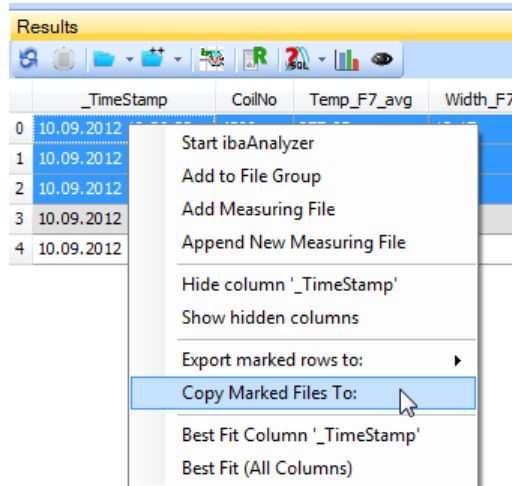 Results
++
R
SQL
_TimeStamp CoilNo Temp_F7_avg Width_F7
0 10.09.2012
1 10.09.2012
2 10.09.2012
3 10.09.2012
4 10.09.2012
Start ibaAnalyzer
Add to File Group
Add Measuring File
Append New Measuring File
Hide column '_TimeStamp'
Show hidden columns
Export marked rows to:
Copy Marked Files To:
Best Fit Column '_TimeStamp'
Best Fit (All Columns)